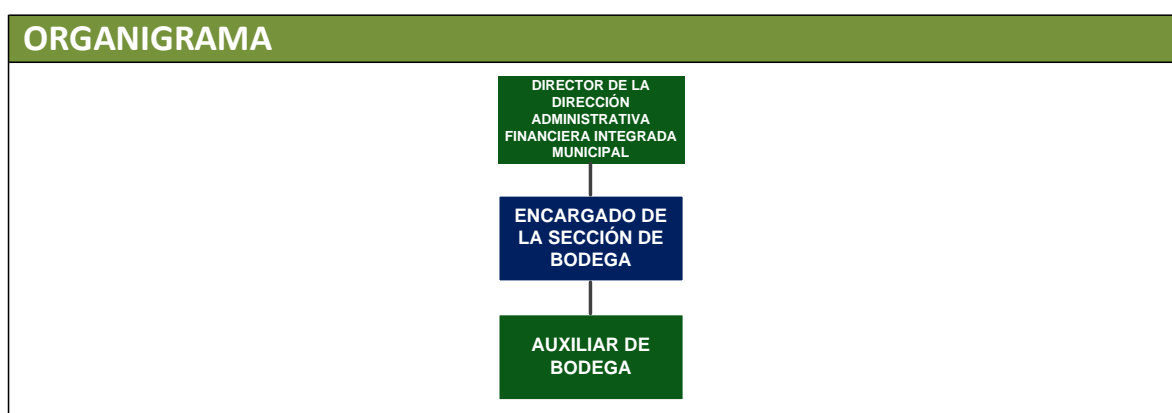 ORGANIGRAMA
DIRECTOR DE LA
DIRECCIÓN
ADMINISTRATIVA
FINANCIERA INTEGRADA
MUNICIPAL
ENCARGADO DE
LA SECCIÓN DE
BODEGA
AUXILIAR DE
BODEGA